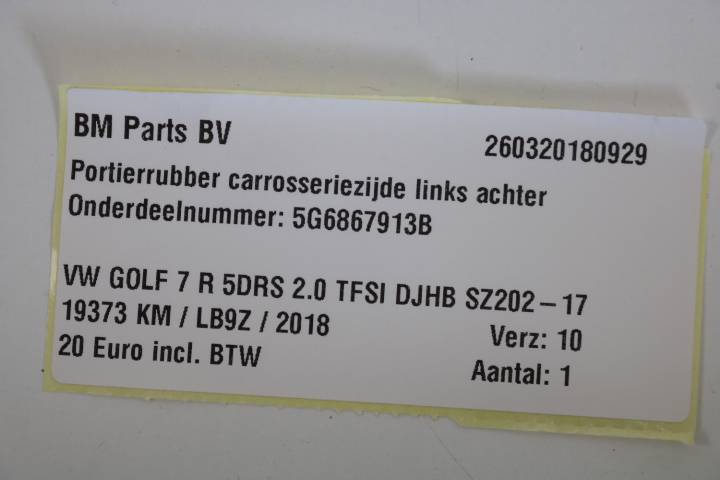 BM Parts BV 260320180929
Portierrubber carrosseriezijde links achter
Onderdeelnummer: 5G6867913B
VW GOLF 7 R 5DRS 2.0 TFSI DJHB SZ202-17
19373 KM / LB9Z / 2018 Verz: 10
20 Euro incl. BTW Aantal: 1